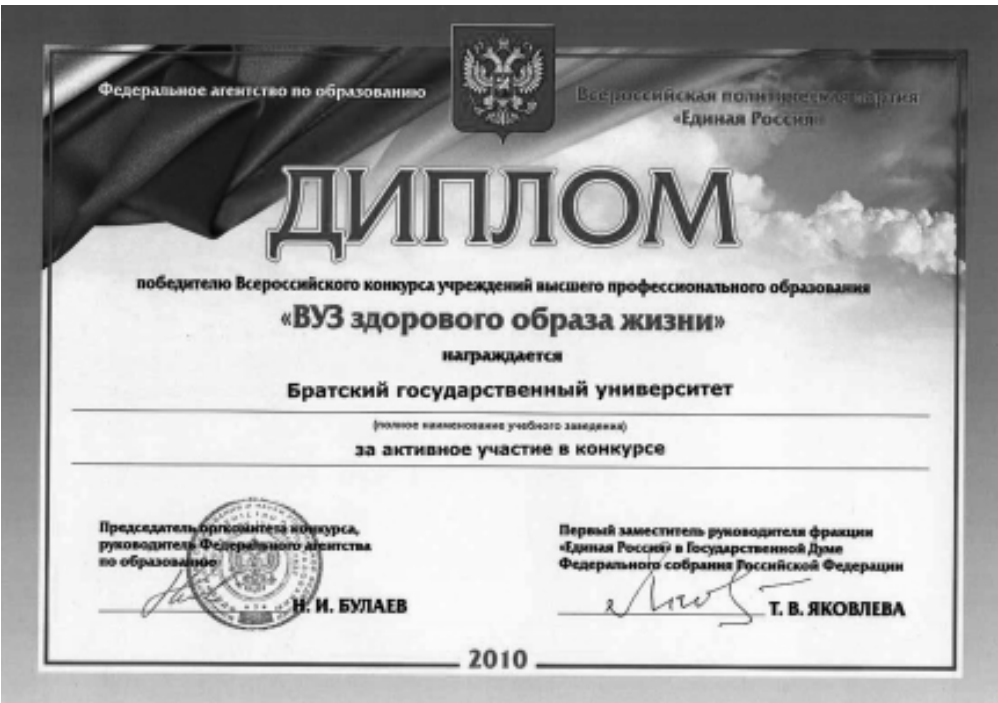 Федеральное агентство по образованию
Всероссийская политическая партия
«Единая Россия»
ДИПЛОМ
победителю Всероссийского конкурса учреждений высшего профессионального образования
«ВУЗ здорового образа жизни»
награждается
Братский государственный университет
(полное наименование учебного заведения)
за активное участие в конкурсе
Председатель оргкомитета конкурса,
руководитель Федерального агентства
по образованию
Н. И. БУЛАЕВ
Первый заместитель руководителя фракции
«Единая Россия» в Государственной Думе
Федерального собрания Российской Федерации
Т. В. ЯКОВЛЕВА
2010